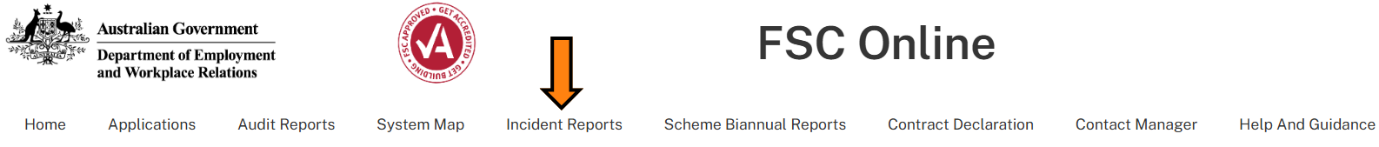 Australian Government
Department of Employment
and Workplace Relations
FSC APPROVED • GET ACCREDITED • GET BUILDING •
FSC Online
Home Applications Audit Reports System Map Incident Reports Scheme Biannual Reports Contract Declaration Contact Manager Help And Guidance